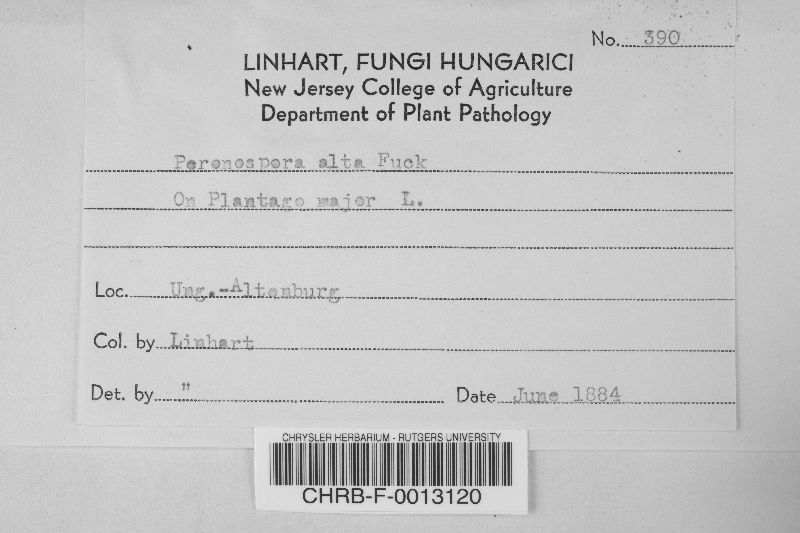 No. 390
LINHART, FUNGI HUNGARICI
New Jersey College of Agriculture
Department of Plant Pathology
Peronospora alta Fuck
On Plantago major L.
Loc. Ung.-Altenburg
Col. by Linhart
Det. by " Date June 1884
CHRYSLER HERBARIUM - RUTGERS UNIVERSITY
CHRB-F-0013120